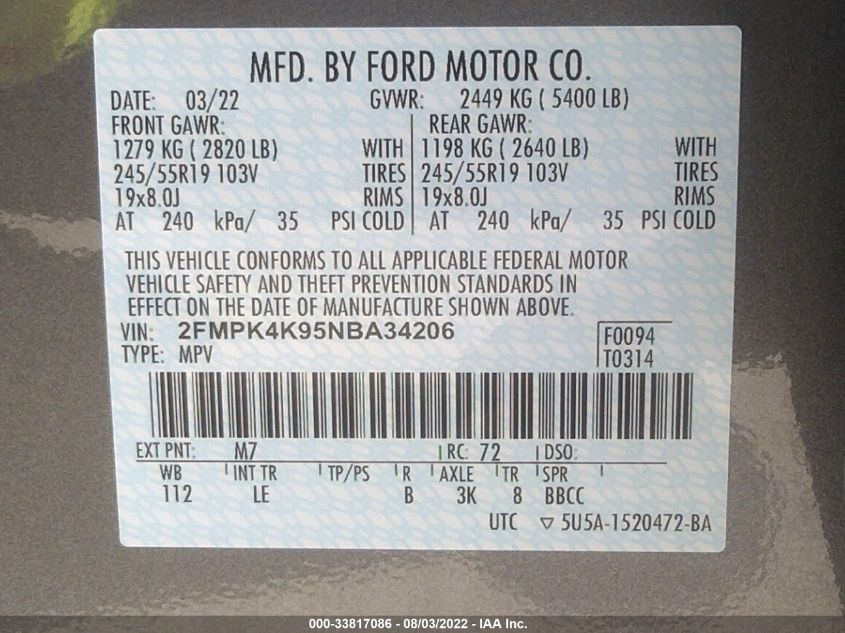 MFD. BY FORD MOTOR CO.
DATE: 03/22 GVWR: 2449 KG ( 5400 LB)
FRONT GAWR: REAR GAWR:
1279 KG ( 2820 LB) WITH 1198 KG ( 2640 LB) WITH
245/55R19 103V TIRES 245/55R19 103V TIRES
19x8.0J RIMS 19x8.0J RIMS
AT 240 kPa/ 35 PSI COLD AT 240 kPa/ 35 PSI COLD
THIS VEHICLE CONFORMS TO ALL APPLICABLE FEDERAL MOTOR
VEHICLE SAFETY AND THEFT PREVENTION STANDARDS IN
EFFECT ON THE DATE OF MANUFACTURE SHOWN ABOVE.
VIN: 2FMPK4K95NBA34206 F0094
TYPE: MPV T0314
EXT PNT: M7 RC: 72 DSO:
WB INT TR TP/PS R AXLE TR SPR
112 LE B 3K 8 BBCC
UTC ▽ 5U5A-1520472-BA
000-33817086 - 08/03/2022 - IAA Inc.